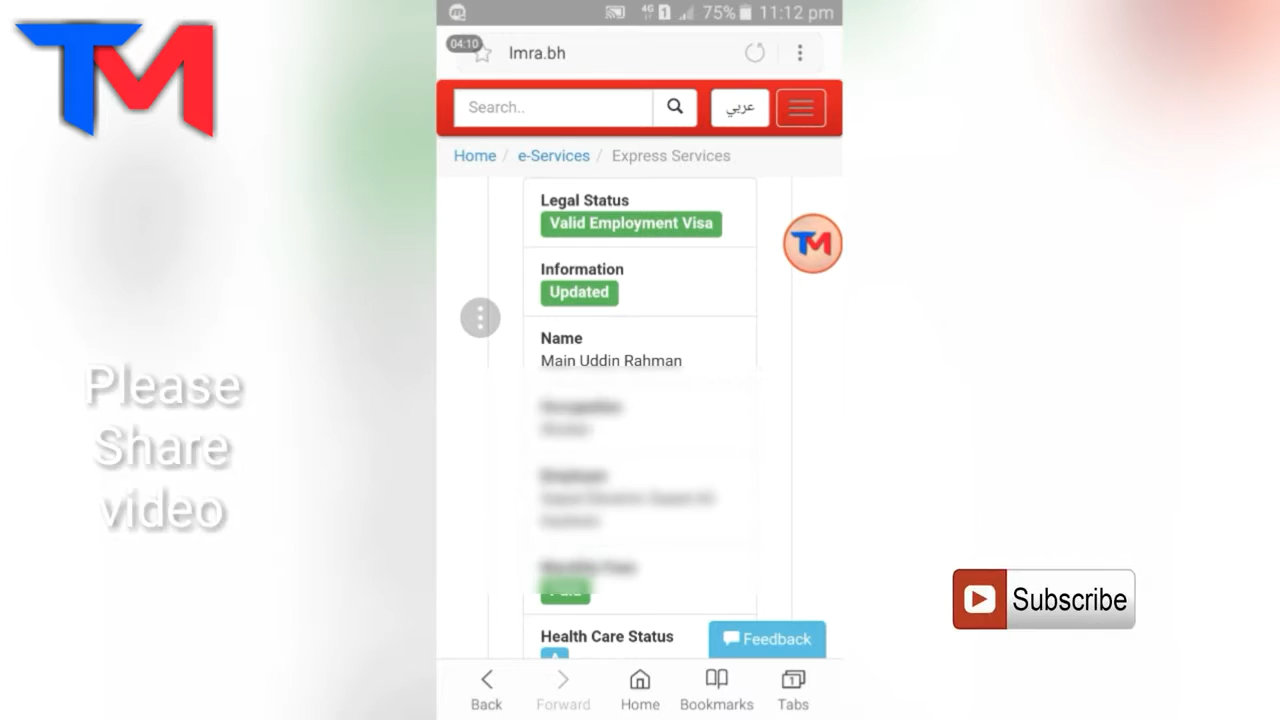 TM
75% 11:12 pm
4G 1
04:10
lmra.bh
Search..
عربي
Home / e-Services / Express Services
Legal Status
Valid Employment Visa
TM
Information
Updated
Name
Main Uddin Rahman
Please
Share
video
Subscribe
Health Care Status
Feedback
1
Back
Forward
Home
Bookmarks
Tabs